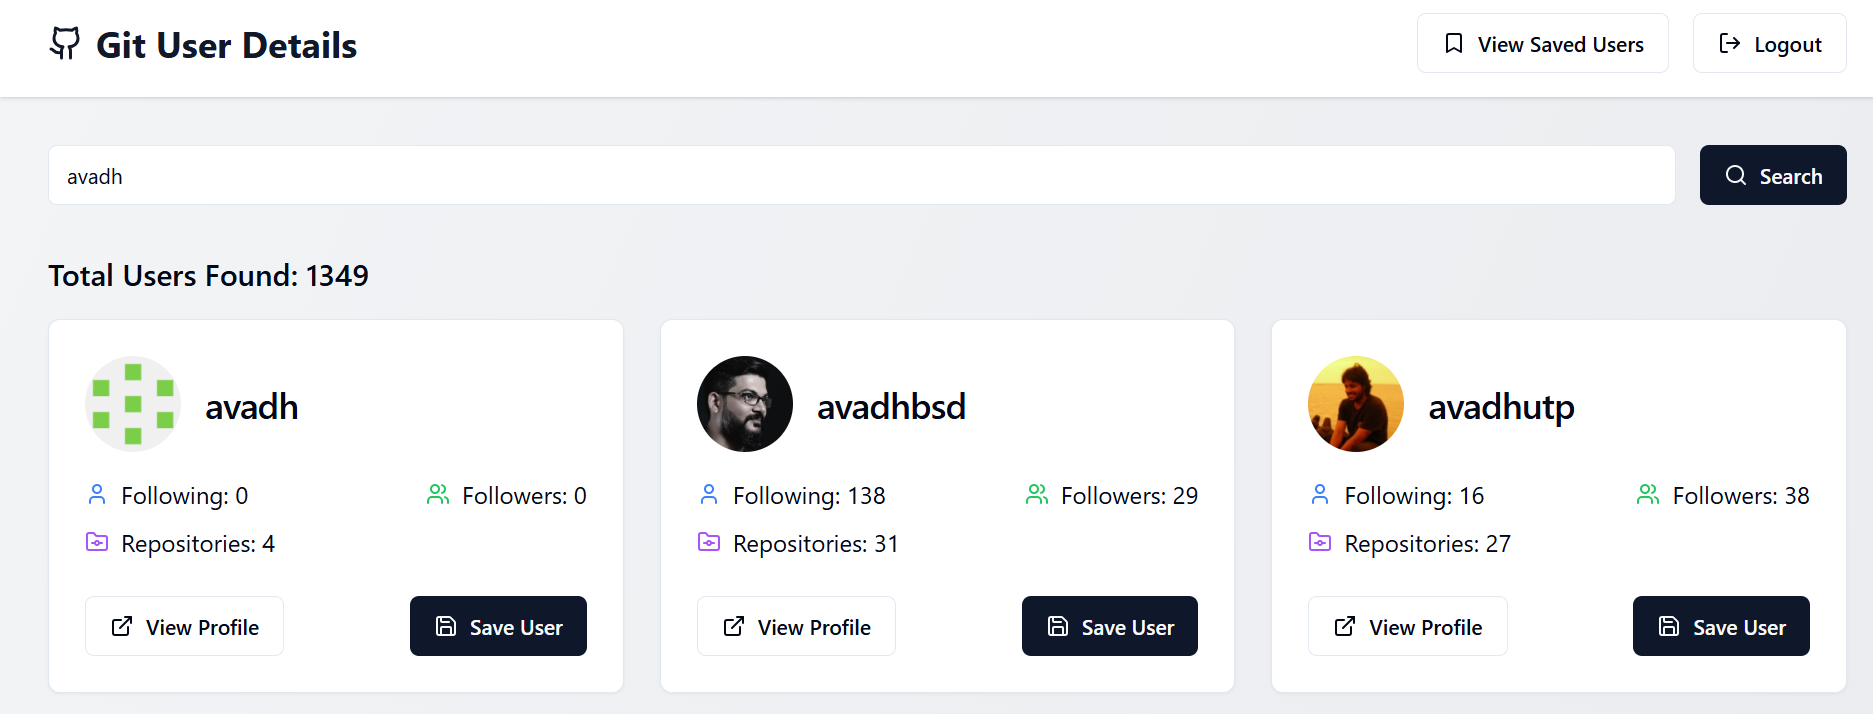 Git User Details
View Saved Users
Logout
avadh
Search
Total Users Found: 1349
avadh
Following: 0
Followers: 0
Repositories: 4
View Profile
Save User
avadhbsd
Following: 138
Followers: 29
Repositories: 31
View Profile
Save User
avadhutp
Following: 16
Followers: 38
Repositories: 27
View Profile
Save User